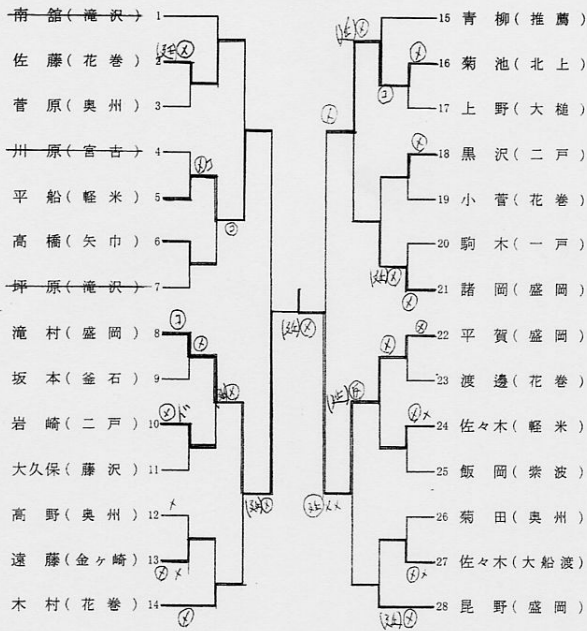 南舘(滝沢) 1
佐藤(花巻) 2
菅原(奥州) 3
川原(宮古) 4
平船(軽米) 5
高橋(矢巾) 6
坪原(滝沢) 7
滝村(盛岡) 8
坂本(釜石) 9
岩崎(二戸) 10
大久保(藤沢) 11
高野(奥州) 12
遠藤(金ヶ崎) 13
木村(花巻) 14
15 青柳(推薦)
16 菊池(北上)
17 上野(大槌)
18 黒沢(二戸)
19 小菅(花巻)
20 駒木(一戸)
21 諸岡(盛岡)
22 平賀(盛岡)
23 渡邊(花巻)
24 佐々木(軽米)
25 飯岡(紫波)
26 菊田(奥州)
27 佐々木(大船渡)
28 昆野(盛岡)